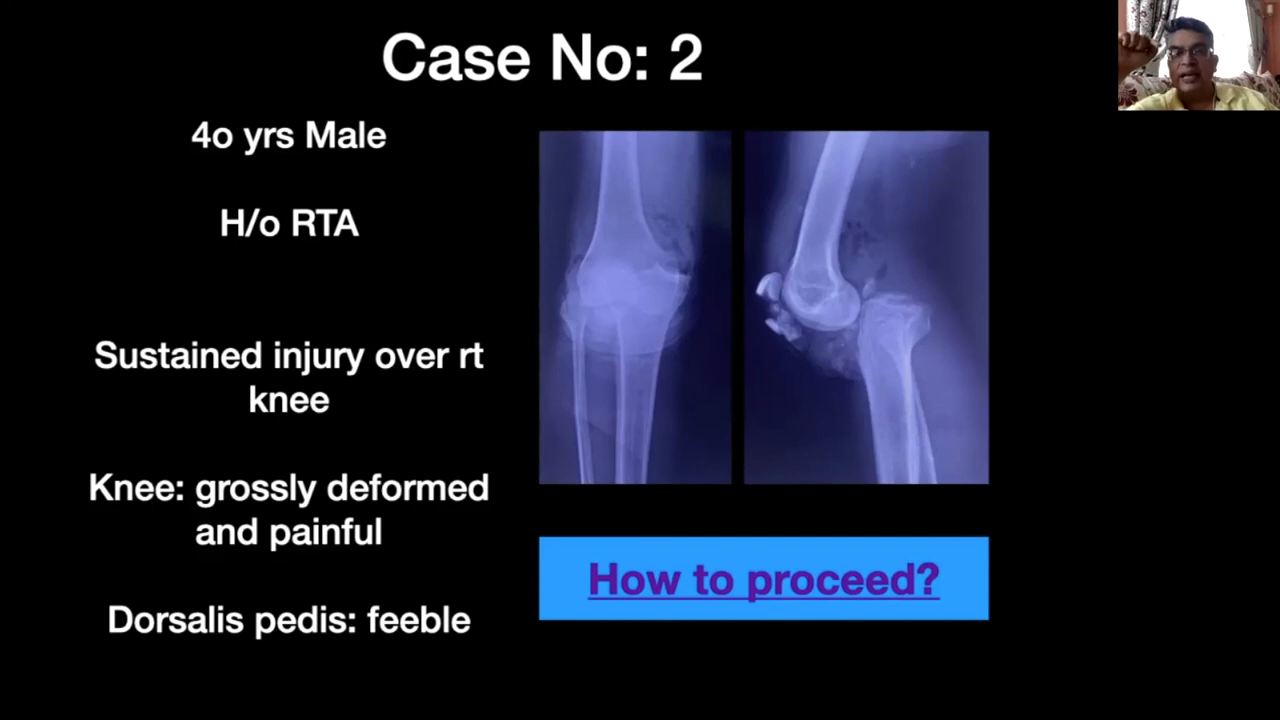 Case No: 2
4o yrs Male
H/o RTA
Sustained injury over rt
knee
Knee: grossly deformed
and painful
Dorsalis pedis: feeble
How to proceed?